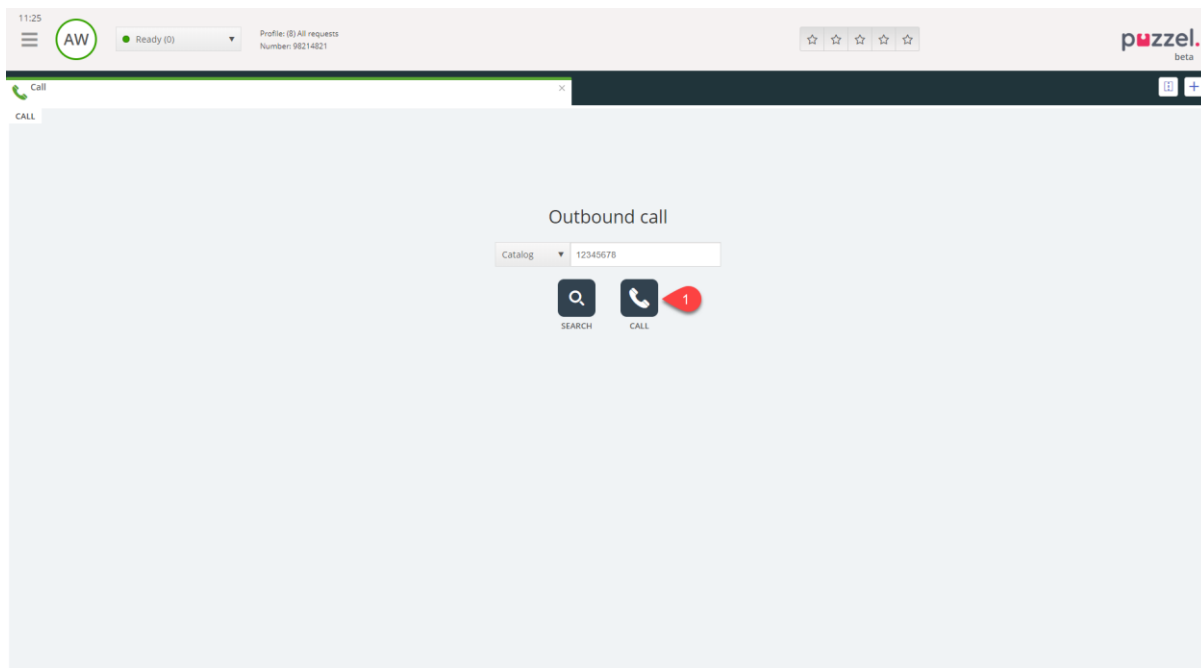 11:25
AW
Ready (0)
Profile: (8) All requests
Number: 98214821
puzzel.
beta
Call
CALL
Outbound call
Catalog 12345678
1
SEARCH CALL